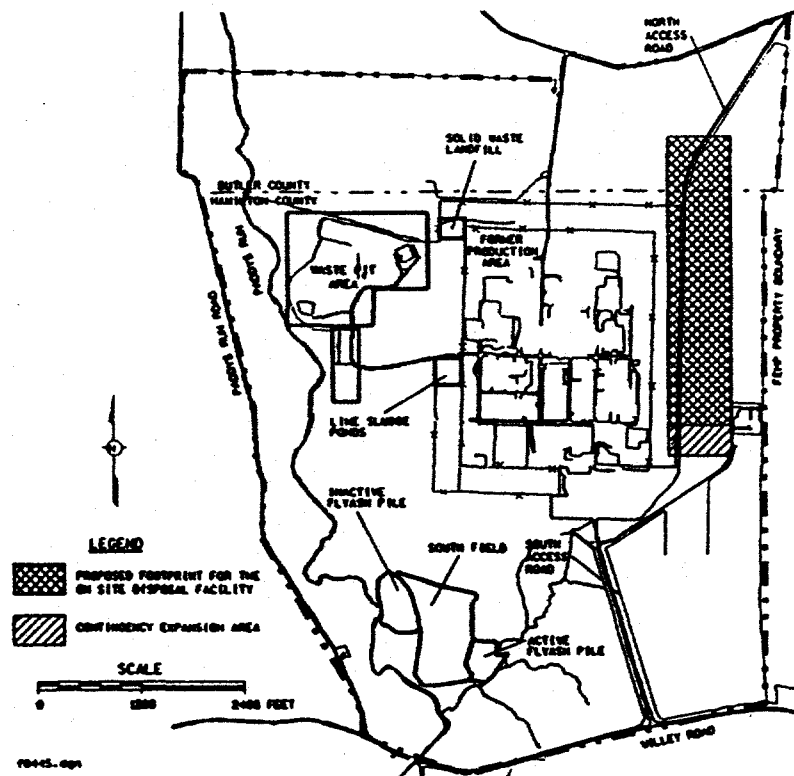 NORTH
ACCESS
ROAD
SOLID WASTE
LANDFILL
BUTLER COUNTY
HAMILTON COUNTY
FORMER
PRODUCTION
AREA
WASTE PIT
AREA
PADDYS RUN
PADDYS RUN ROAD
FEMP PROPERTY BOUNDARY
LIME SLUDGE
PONDS
INACTIVE
FLYASH PILE
SOUTH FIELD
SOUTH
ACCESS
ROAD
ACTIVE
FLYASH PILE
WILLEY ROAD
LEGEND
PROPOSED FOOTPRINT FOR THE
ON SITE DISPOSAL FACILITY
CONTINGENCY EXPANSION AREA
SCALE
0 1200 2400 FEET